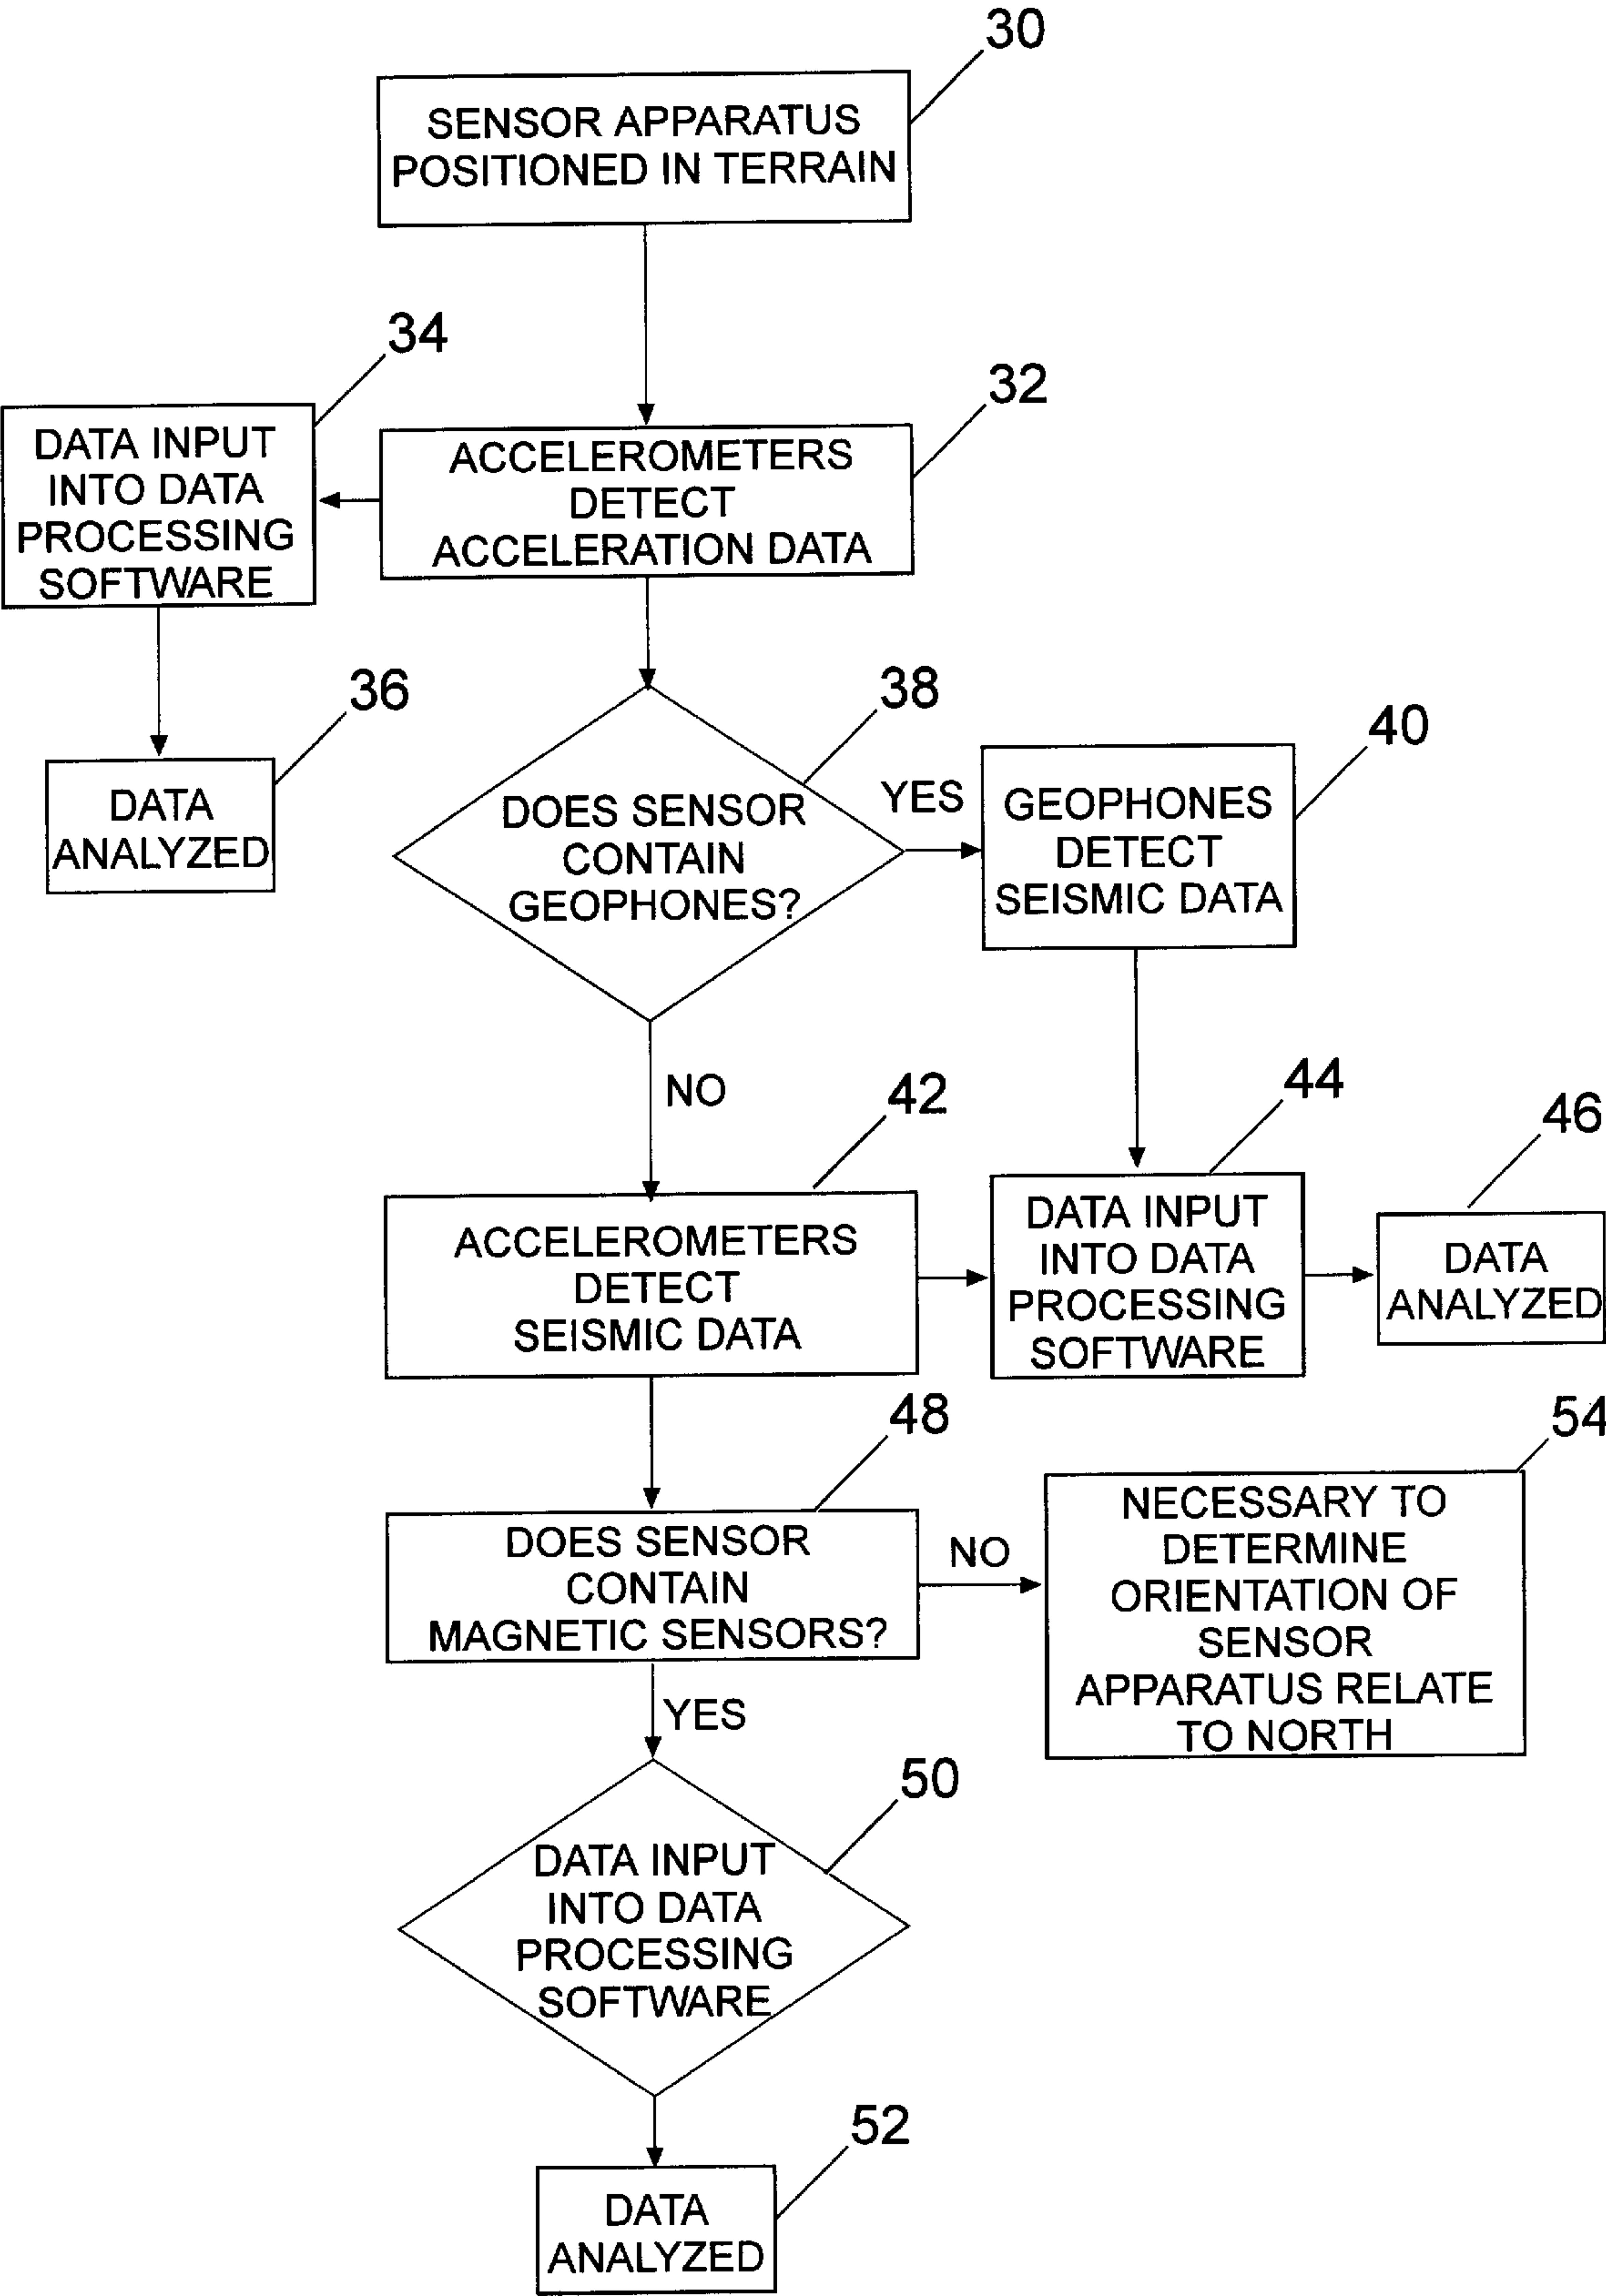 30
SENSOR APPARATUS
POSITIONED IN TERRAIN
34
DATA INPUT
INTO DATA
PROCESSING
SOFTWARE
32
ACCELEROMETERS
DETECT
ACCELERATION DATA
36
DATA
ANALYZED
38
DOES SENSOR
CONTAIN
GEOPHONES?
YES
40
GEOPHONES
DETECT
SEISMIC DATA
NO
42
ACCELEROMETERS
DETECT
SEISMIC DATA
44
DATA INPUT
INTO DATA
PROCESSING
SOFTWARE
46
DATA
ANALYZED
48
DOES SENSOR
CONTAIN
MAGNETIC SENSORS?
NO
54
NECESSARY TO
DETERMINE
ORIENTATION OF
SENSOR
APPARATUS RELATE
TO NORTH
YES
50
DATA INPUT
INTO DATA
PROCESSING
SOFTWARE
52
DATA
ANALYZED